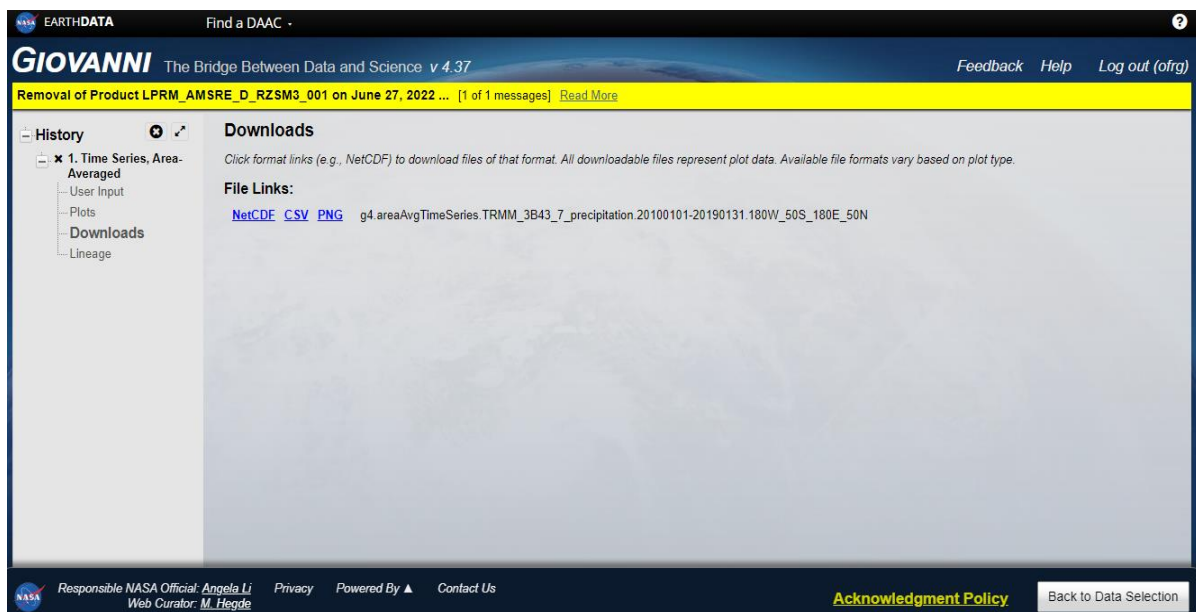 NASA EARTHDATA Find a DAAC - ?
GIOVANNI The Bridge Between Data and Science v 4.37 Feedback Help Log out (ofrg)
Removal of Product LPRM_AMSRE_D_RZSM3_001 on June 27, 2022 ... [1 of 1 messages] Read More
History
1. Time Series, Area-
Averaged
User Input
Plots
Downloads
Lineage
Downloads
Click format links (e.g., NetCDF) to download files of that format. All downloadable files represent plot data. Available file formats vary based on plot type.
File Links:
NetCDF CSV PNG g4.areaAvgTimeSeries.TRMM_3B43_7_precipitation.20100101-20190131.180W_50S_180E_50N
NASA Responsible NASA Official: Angela Li Privacy Powered By ▲ Contact Us
Web Curator: M. Hegde
Acknowledgment Policy Back to Data Selection